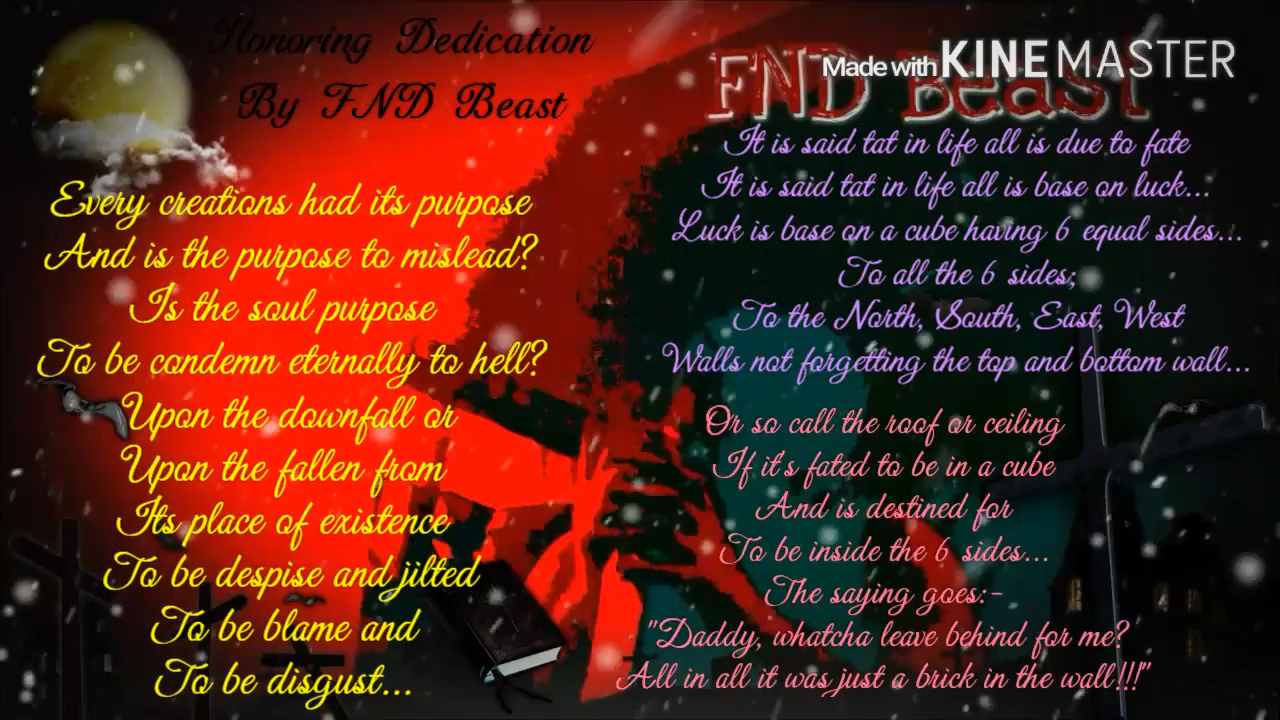 Honoring Dedication
By FND Beast
Every creations had its purpose
And is the purpose to mislead?
Is the soul purpose
To be condemn eternally to hell?
Upon the downfall or
Upon the fallen from
Its place of existence
To be despise and jilted
To be blame and
To be disgust...
FND Beast
Made with KINEMASTER
It is said tat in life all is due to fate
It is said tat in life all is base on luck...
Luck is base on a cube having 6 equal sides...
To all the 6 sides;
To the North, South, East, West
Walls not forgetting the top and bottom wall...
Or so call the roof or ceiling
If it's fated to be in a cube
And is destined for
To be inside the 6 sides...
The saying goes:-
"Daddy, whatcha leave behind for me?
All in all it was just a brick in the wall!!!"